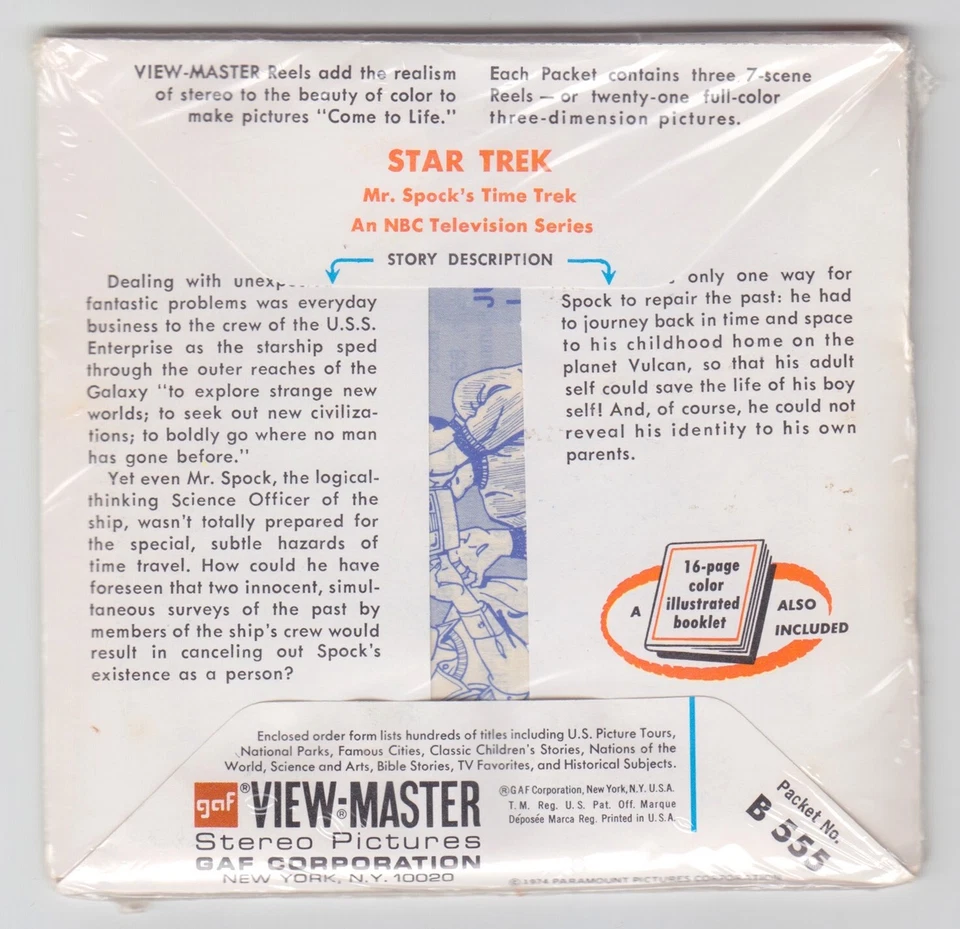 VIEW-MASTER Reels add the realism
of stereo to the beauty of color to
make pictures "Come to Life."
Each Packet contains three 7-scene
Reels — or twenty-one full-color
three-dimension pictures.
STAR TREK
Mr. Spock's Time Trek
An NBC Television Series
STORY DESCRIPTION
Dealing with
fantastic problems was everyday
business to the crew of the U.S.S.
Enterprise as the starship sped
through the outer reaches of the
Galaxy "to explore strange new
worlds; to seek out new civiliza-
tions; to boldly go where no man
has gone before."
Yet even Mr. Spock, the logical-
thinking Science Officer of the
ship, wasn't totally prepared for
the special, subtle hazards of
time travel. How could he have
foreseen that two innocent, simul-
taneous surveys of the past by
members of the ship's crew would
result in canceling out Spock's
existence as a person?
only one way for
Spock to repair the past: he had
to journey back in time and space
to his childhood home on the
planet Vulcan, so that his adult
self could save the life of his boy
self! And, of course, he could not
reveal his identity to his own
parents.
A
16-page
color
illustrated
booklet
ALSO
INCLUDED
Enclosed order form lists hundreds of titles including U.S. Picture Tours,
National Parks, Famous Cities, Classic Children's Stories, Nations of the
World, Science and Arts, Bible Stories, TV Favorites, and Historical Subjects.
gaf® VIEW-MASTER®
Stereo Pictures
GAF CORPORATION
NEW YORK, N.Y. 10020
®GAF Corporation, New York, N.Y. U.S.A.
T. M. Reg. U.S. Pat. Off. Marque
Déposée Marca Reg. Printed in U.S.A.
Packet No.
B 555
©1974 PARAMOUNT PICTURES CORPORATION